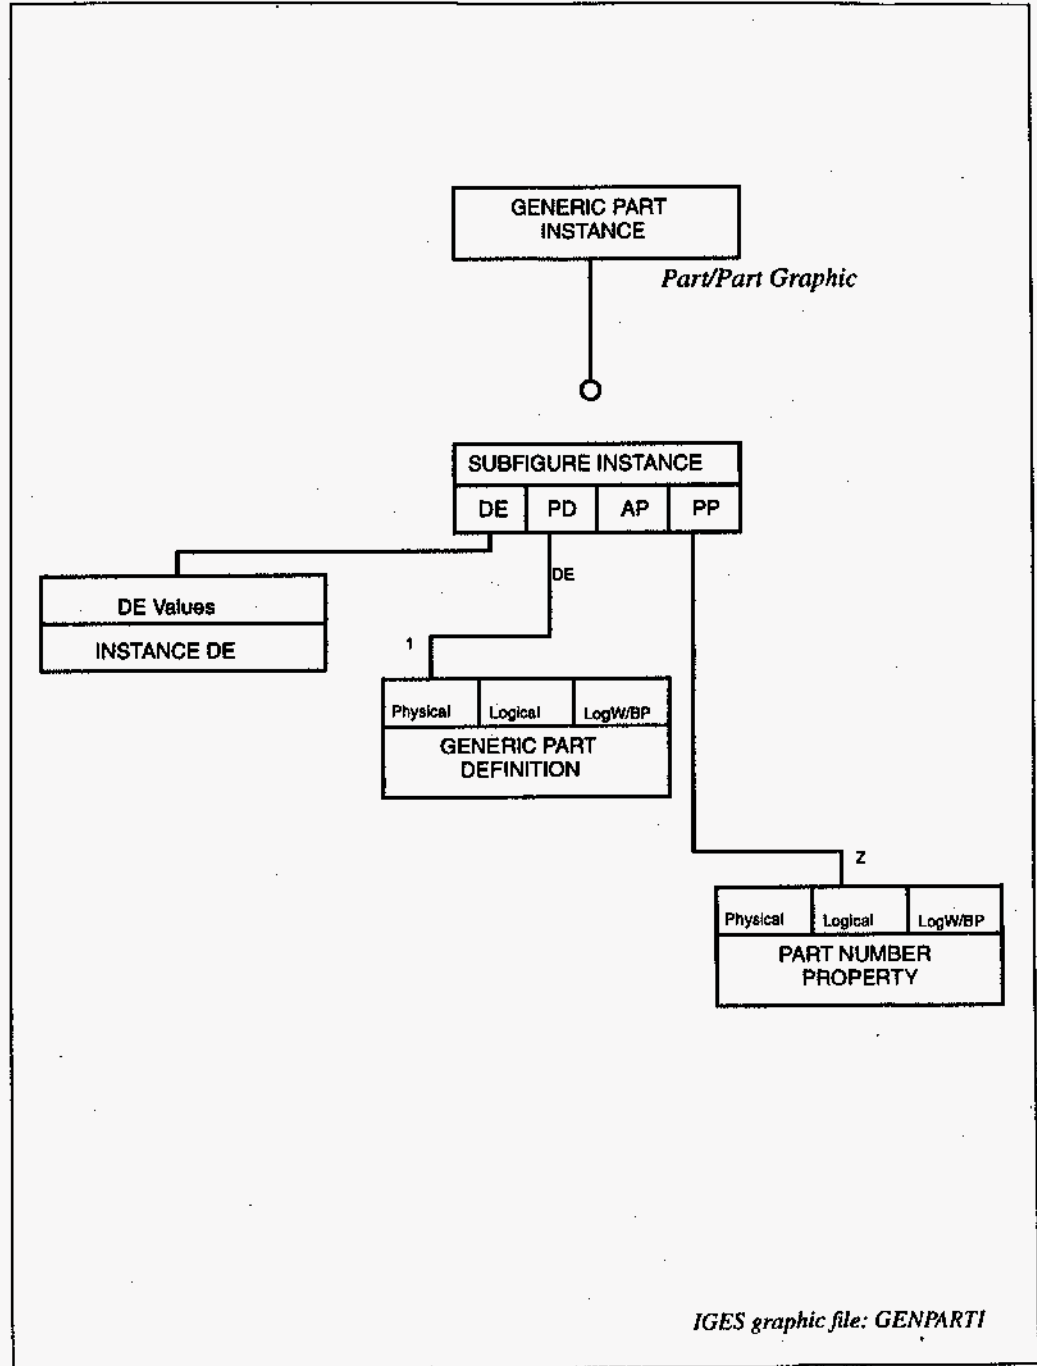 GENERIC PART
INSTANCE
Part/Part Graphic
SUBFIGURE INSTANCE
DE PD AP PP
DE
DE Values
INSTANCE DE
1
Physical Logical LogW/BP
GENERIC PART
DEFINITION
Z
Physical Logical LogW/BP
PART NUMBER
PROPERTY
IGES graphic file: GENPARTI